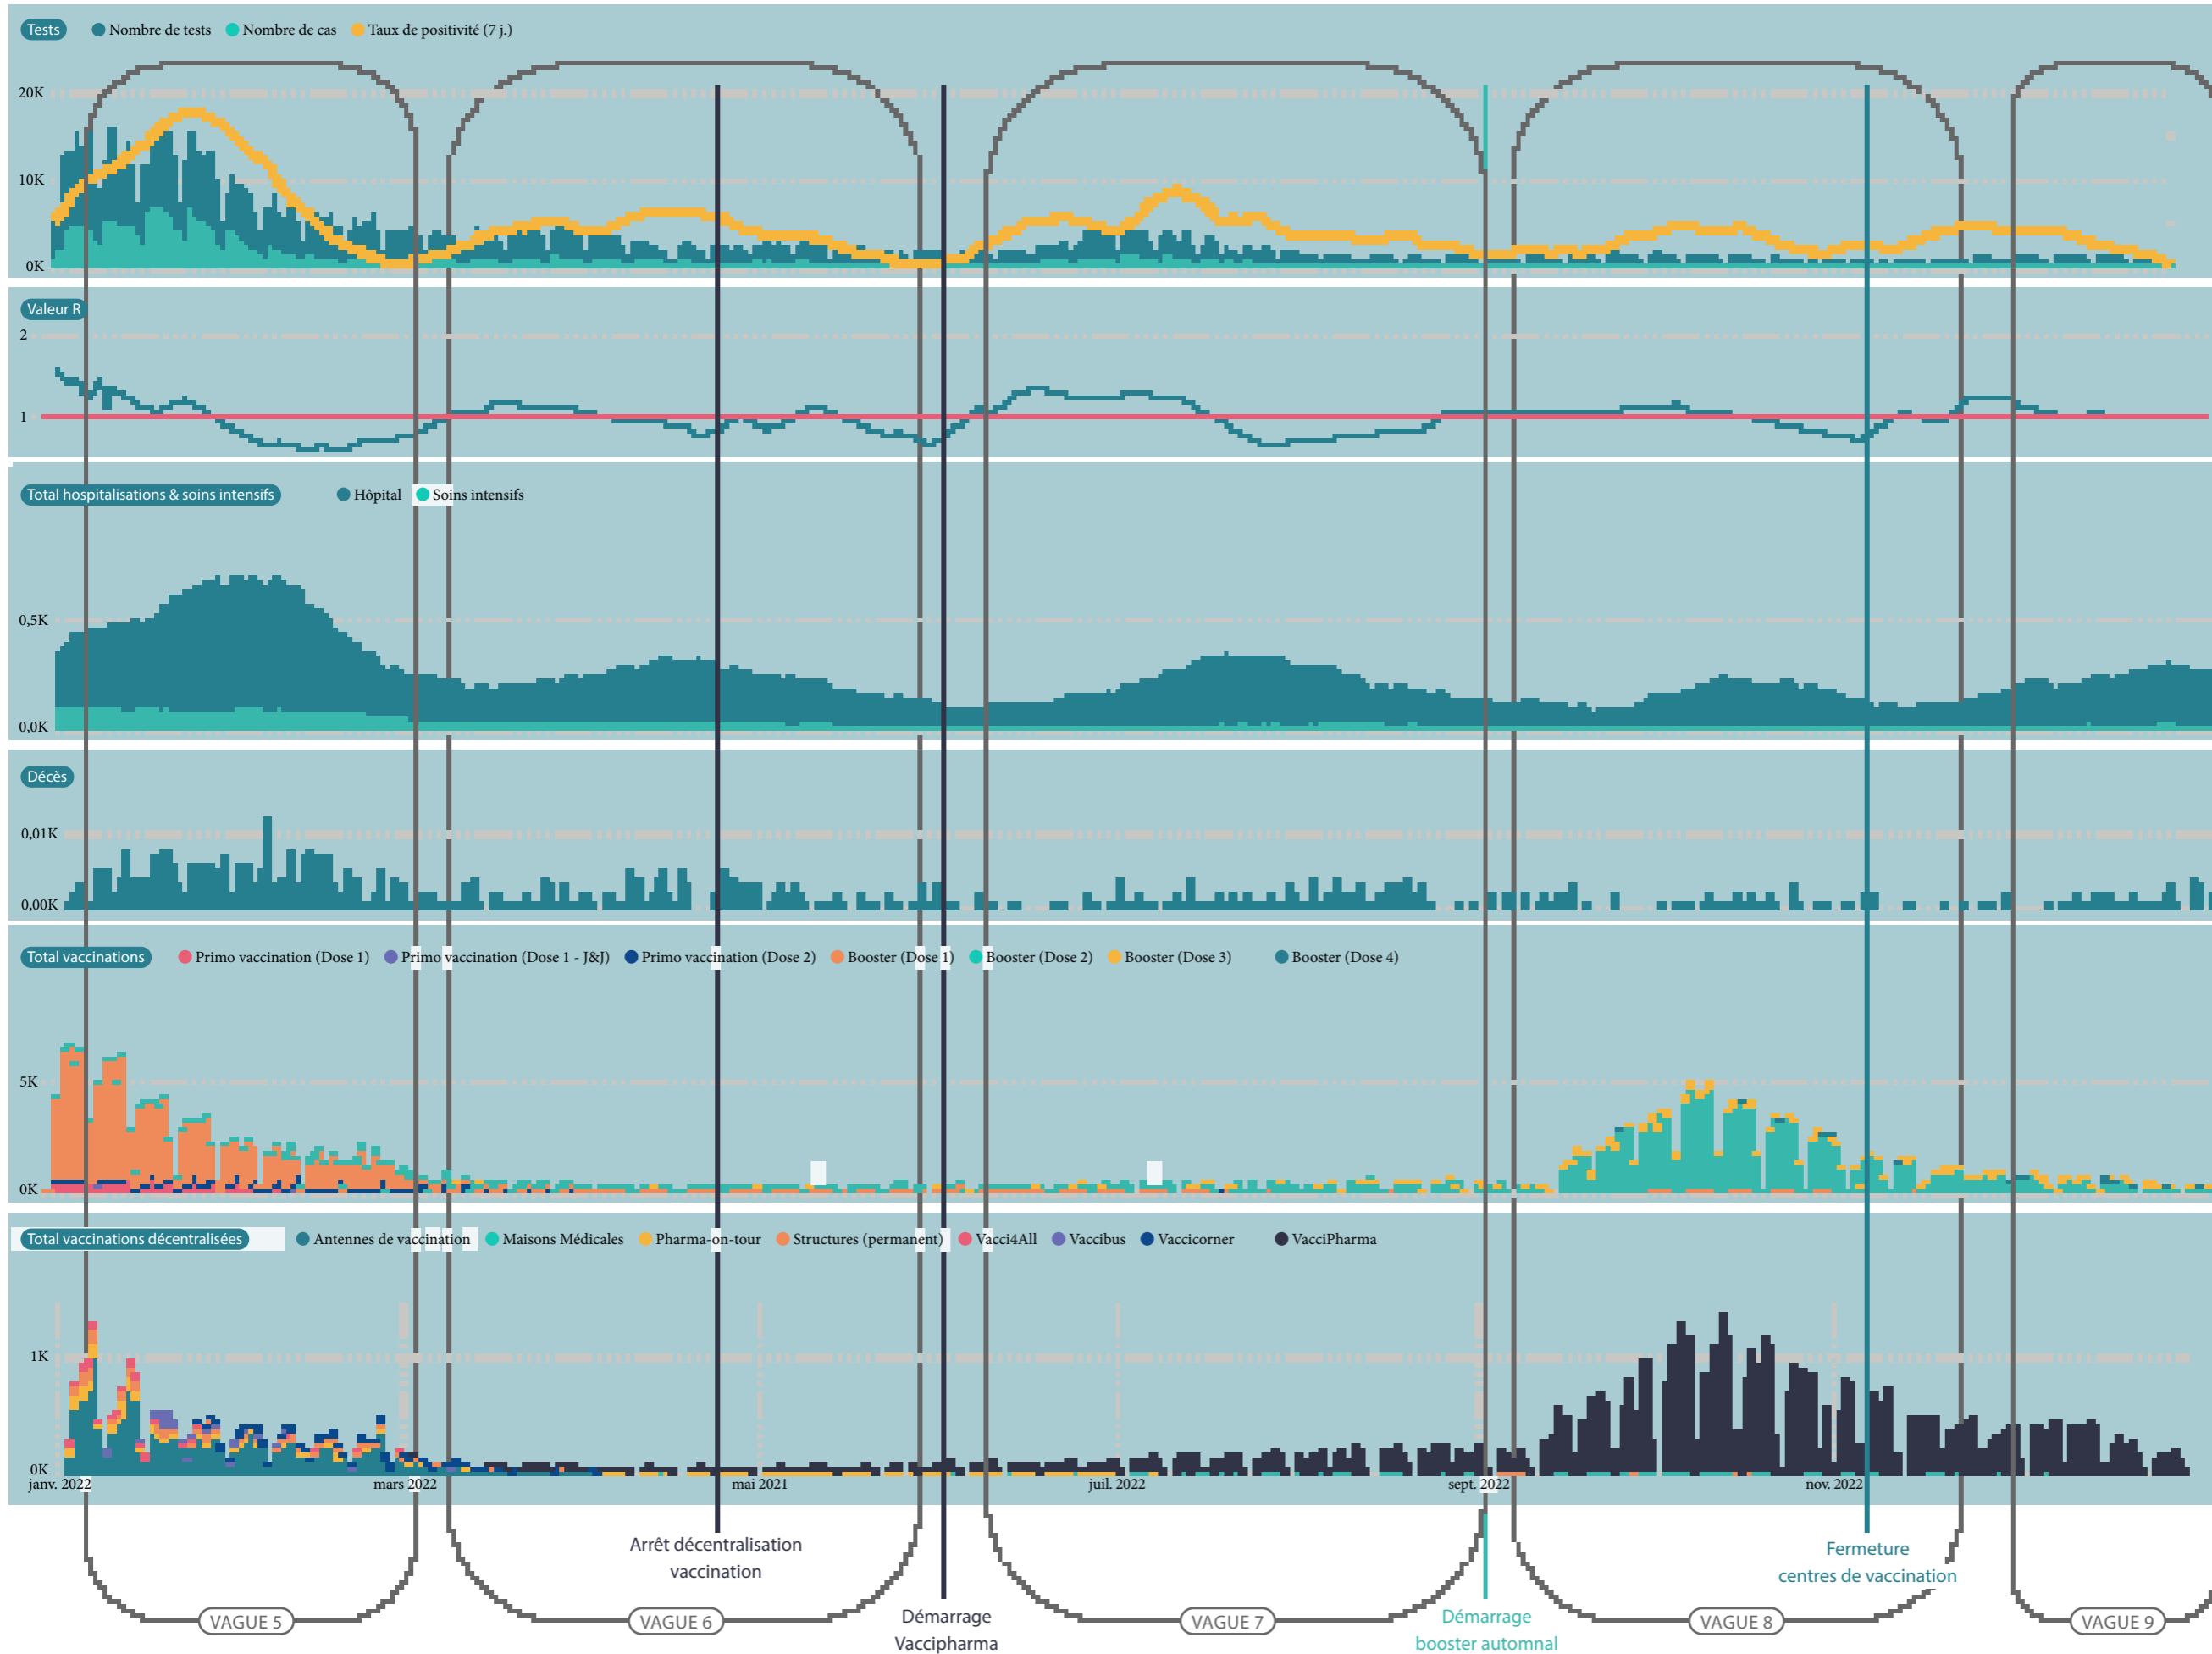 Tests Nombre de tests Nombre de cas Taux de positivité (7 j.)
20K
10K
0K
Valeur R
2
1
Total hospitalisations & soins intensifs Hôpital Soins intensifs
0,5K
0,0K
Décès
0,01K
0,00K
Total vaccinations Primo vaccination (Dose 1) Primo vaccination (Dose 1 - J&J) Primo vaccination (Dose 2) Booster (Dose 1) Booster (Dose 2) Booster (Dose 3) Booster (Dose 4)
5K
0K
Total vaccinations décentralisées Antennes de vaccination Maisons Médicales Pharma-on-tour Structures (permanent) Vacci4All Vaccibus Vaccicorner VacciPharma
1K
0K
janv. 2022 mars 2022 mai 2021 juil. 2022 sept. 2022 nov. 2022
Arrêt décentralisation
vaccination
Fermeture
centres de vaccination
Démarrage
Vaccipharma
Démarrage
booster automnal
VAGUE 5 VAGUE 6 VAGUE 7 VAGUE 8 VAGUE 9